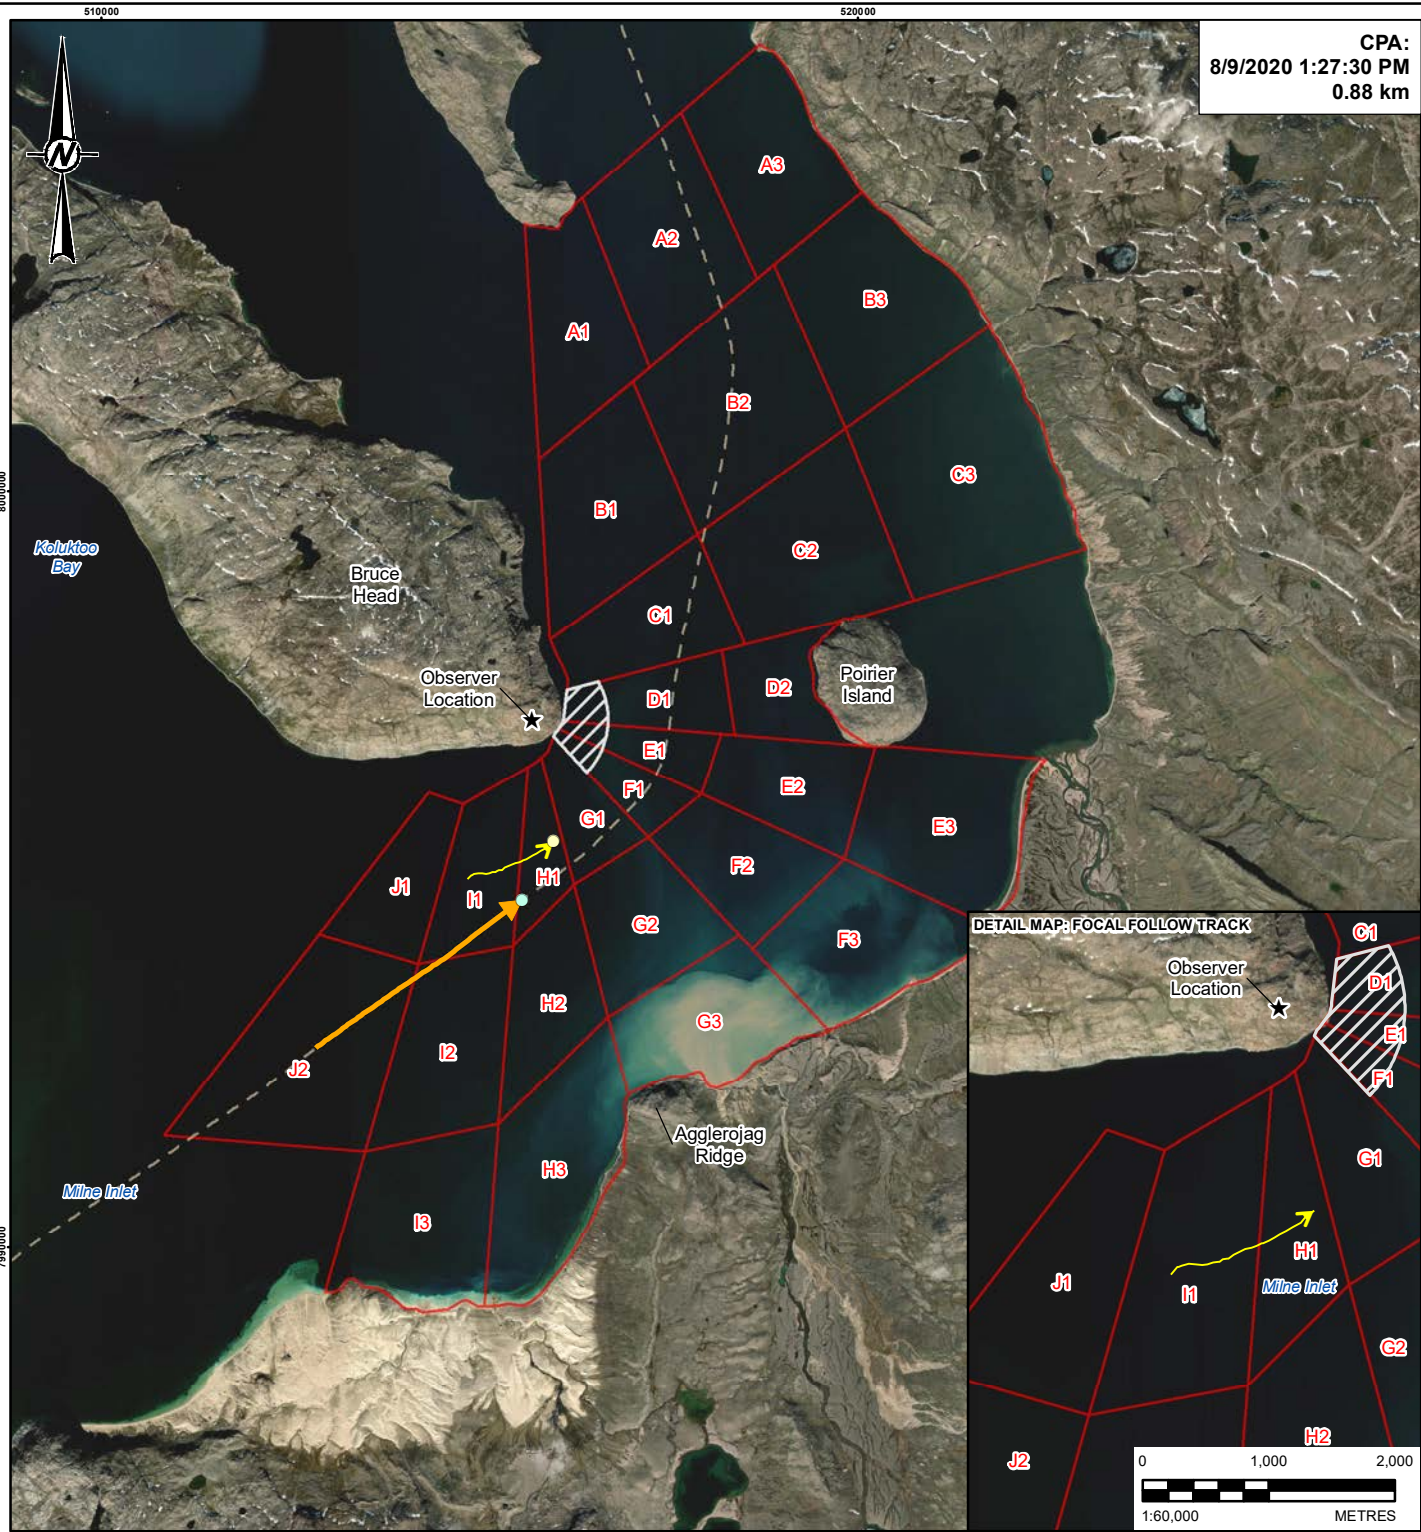 510000
520000
CPA:
8/9/2020 1:27:30 PM
0.88 km
N
A3
A2
B3
A1
B2
C3
8000000
B1
C2
Koluktoo
Bay
Bruce
Head
C1
Observer
Location
Poirier
Island
D1
D2
E1
F1
E2
G1
E3
F2
J1
I1
H1
G2
F3
H2
G3
I2
J2
Agglerojag
Ridge
H3
Milne Inlet
I3
7990000
DETAIL MAP: FOCAL FOLLOW TRACK
C1
Observer
Location
D1
E1
F1
G1
H1
J1
I1
Milne Inlet
G2
H2
J2
0 1,000 2,000
1:60,000 METRES